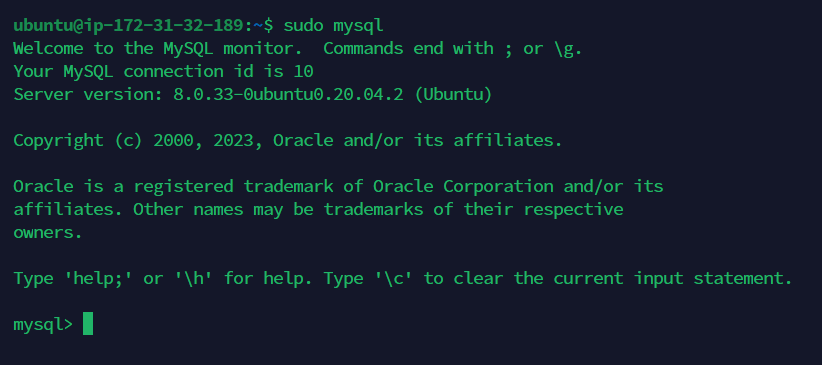 ubuntu@ip-172-31-32-189:~$ sudo mysql
Welcome to the MySQL monitor.  Commands end with ; or \g.
Your MySQL connection id is 10
Server version: 8.0.33-0ubuntu0.20.04.2 (Ubuntu)
Copyright (c) 2000, 2023, Oracle and/or its affiliates.
Oracle is a registered trademark of Oracle Corporation and/or its
affiliates. Other names may be trademarks of their respective
owners.
Type 'help;' or '\h' for help. Type '\c' to clear the current input statement.
mysql>